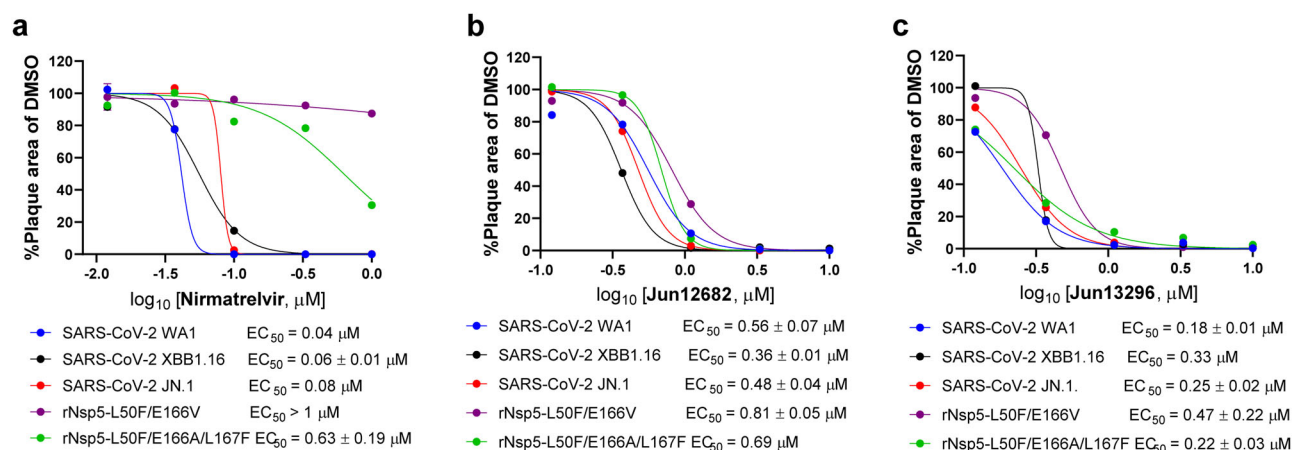 a
%Plaque area of DMSO
120
100
80
60
40
20
0
-2.0 -1.5 -1.0 -0.5 0.0
log10 [Nirmatrelvir, μM]
SARS-CoV-2 WA1 EC50 = 0.04 μM
SARS-CoV-2 XBB1.16 EC50 = 0.06 ± 0.01 μM
SARS-CoV-2 JN.1 EC50 = 0.08 μM
rNsp5-L50F/E166V EC50 > 1 μM
rNsp5-L50F/E166A/L167F EC50 = 0.63 ± 0.19 μM
b
%Plaque area of DMSO
120
100
80
60
40
20
0
-1.0 -0.5 0.0 0.5 1.0
log10 [Jun12682, μM]
SARS-CoV-2 WA1 EC50 = 0.56 ± 0.07 μM
SARS-CoV-2 XBB1.16 EC50 = 0.36 ± 0.01 μM
SARS-CoV-2 JN.1 EC50 = 0.48 ± 0.04 μM
rNsp5-L50F/E166V EC50 = 0.81 ± 0.05 μM
rNsp5-L50F/E166A/L167F EC50 = 0.69 μM
c
%Plaque area of DMSO
120
100
80
60
40
20
0
-1.0 -0.5 0.0 0.5 1.0
log10 [Jun13296, μM]
SARS-CoV-2 WA1 EC50 = 0.18 ± 0.01 μM
SARS-CoV-2 XBB1.16 EC50 = 0.33 μM
SARS-CoV-2 JN.1. EC50 = 0.25 ± 0.02 μM
rNsp5-L50F/E166V EC50 = 0.47 ± 0.22 μM
rNsp5-L50F/E166A/L167F EC50 = 0.22 ± 0.03 μM